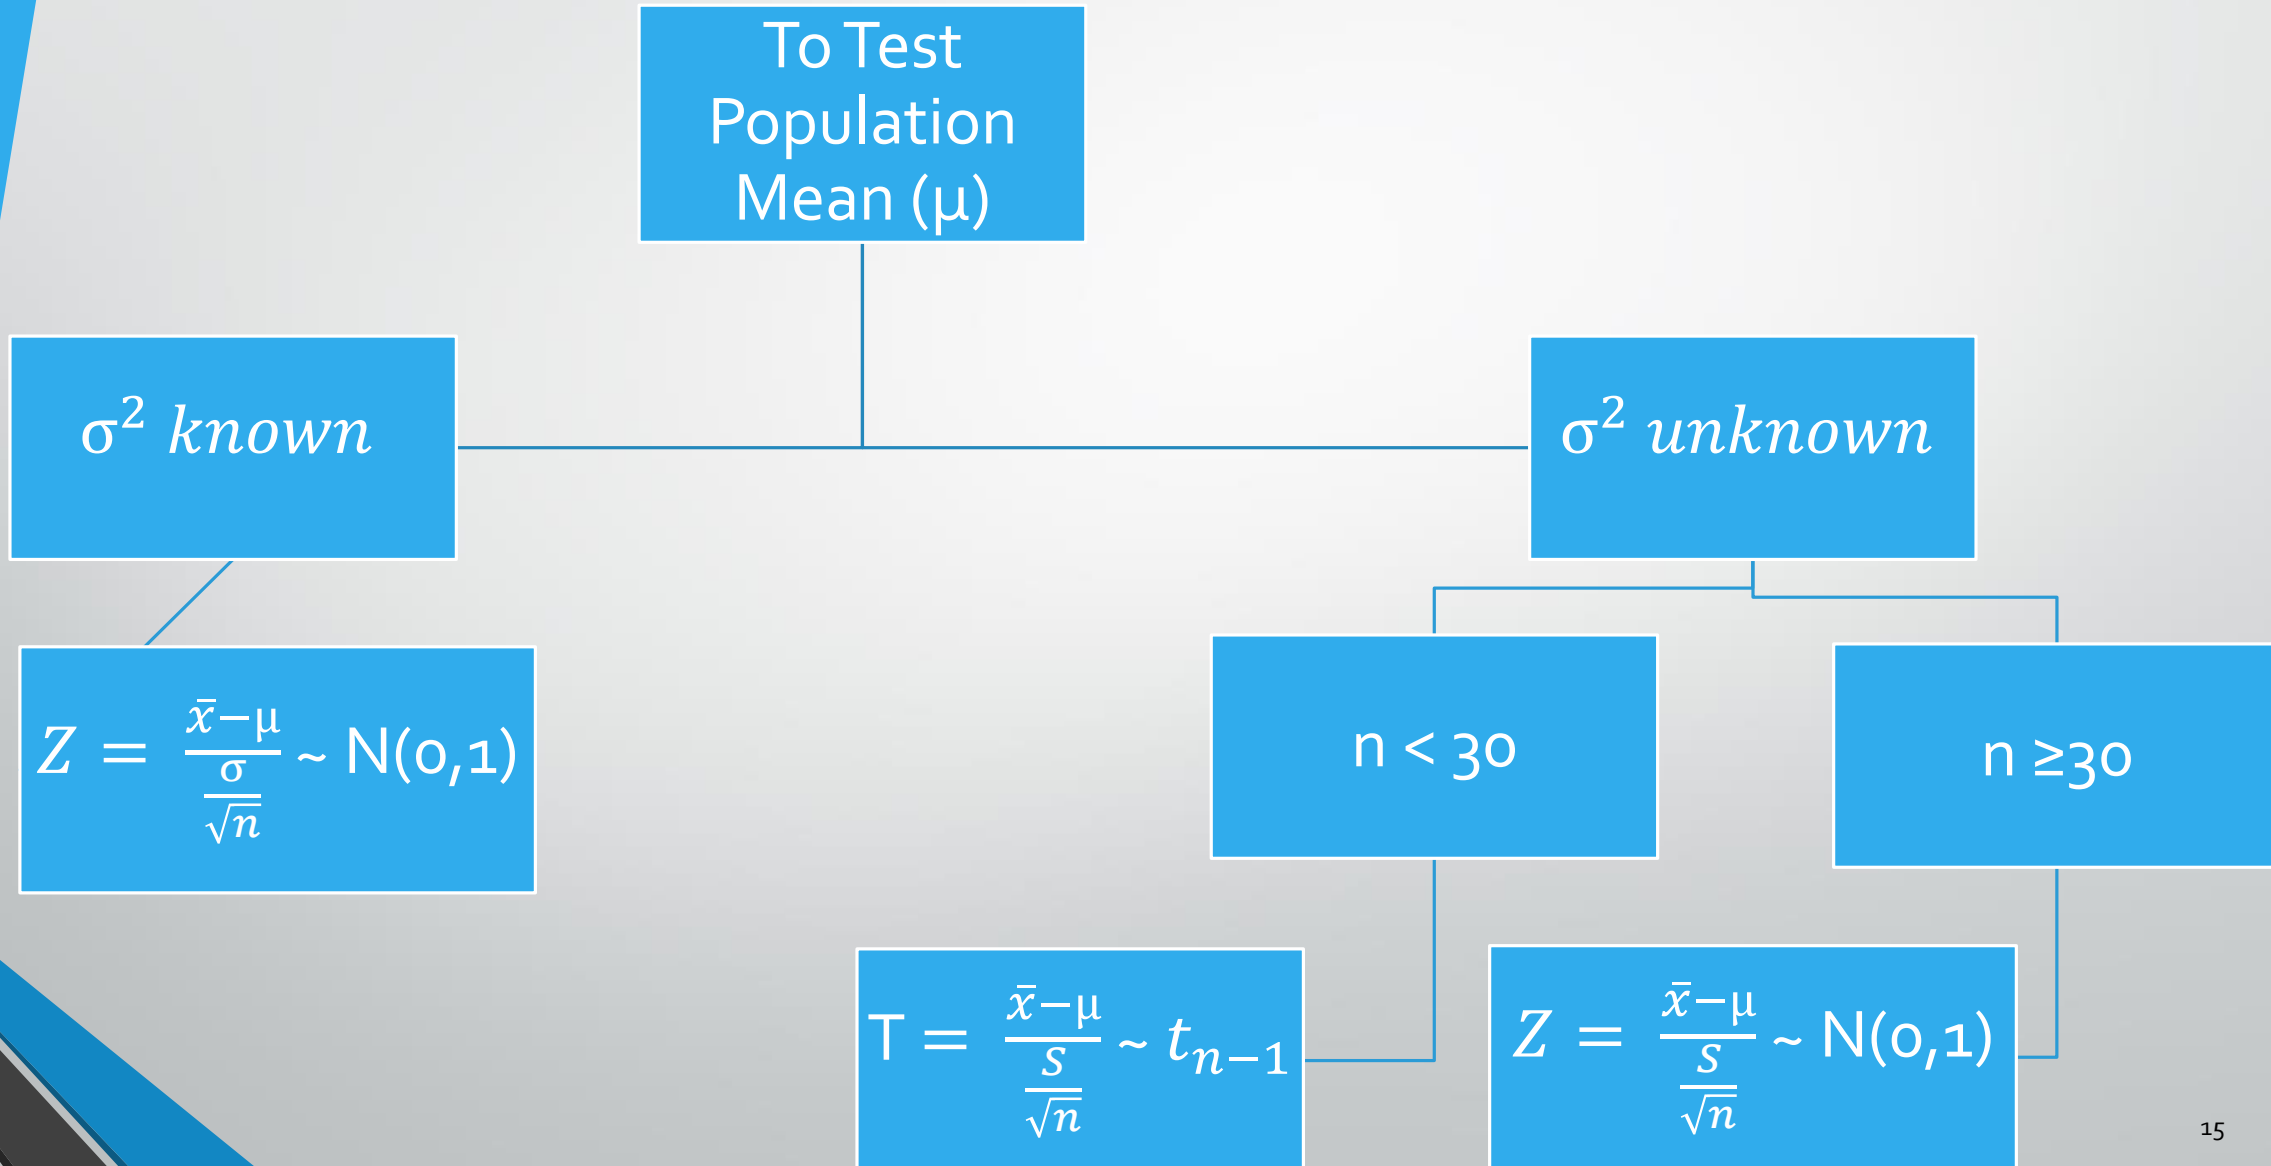 To Test
Population
Mean (μ)
σ² known
σ² unknown
Z = (x̄−μ)/(σ/√n) ~ N(0,1)
n < 30
n ≥30
T = (x̄−μ)/(S/√n) ~ tₙ₋₁
Z = (x̄−μ)/(S/√n) ~ N(0,1)
15